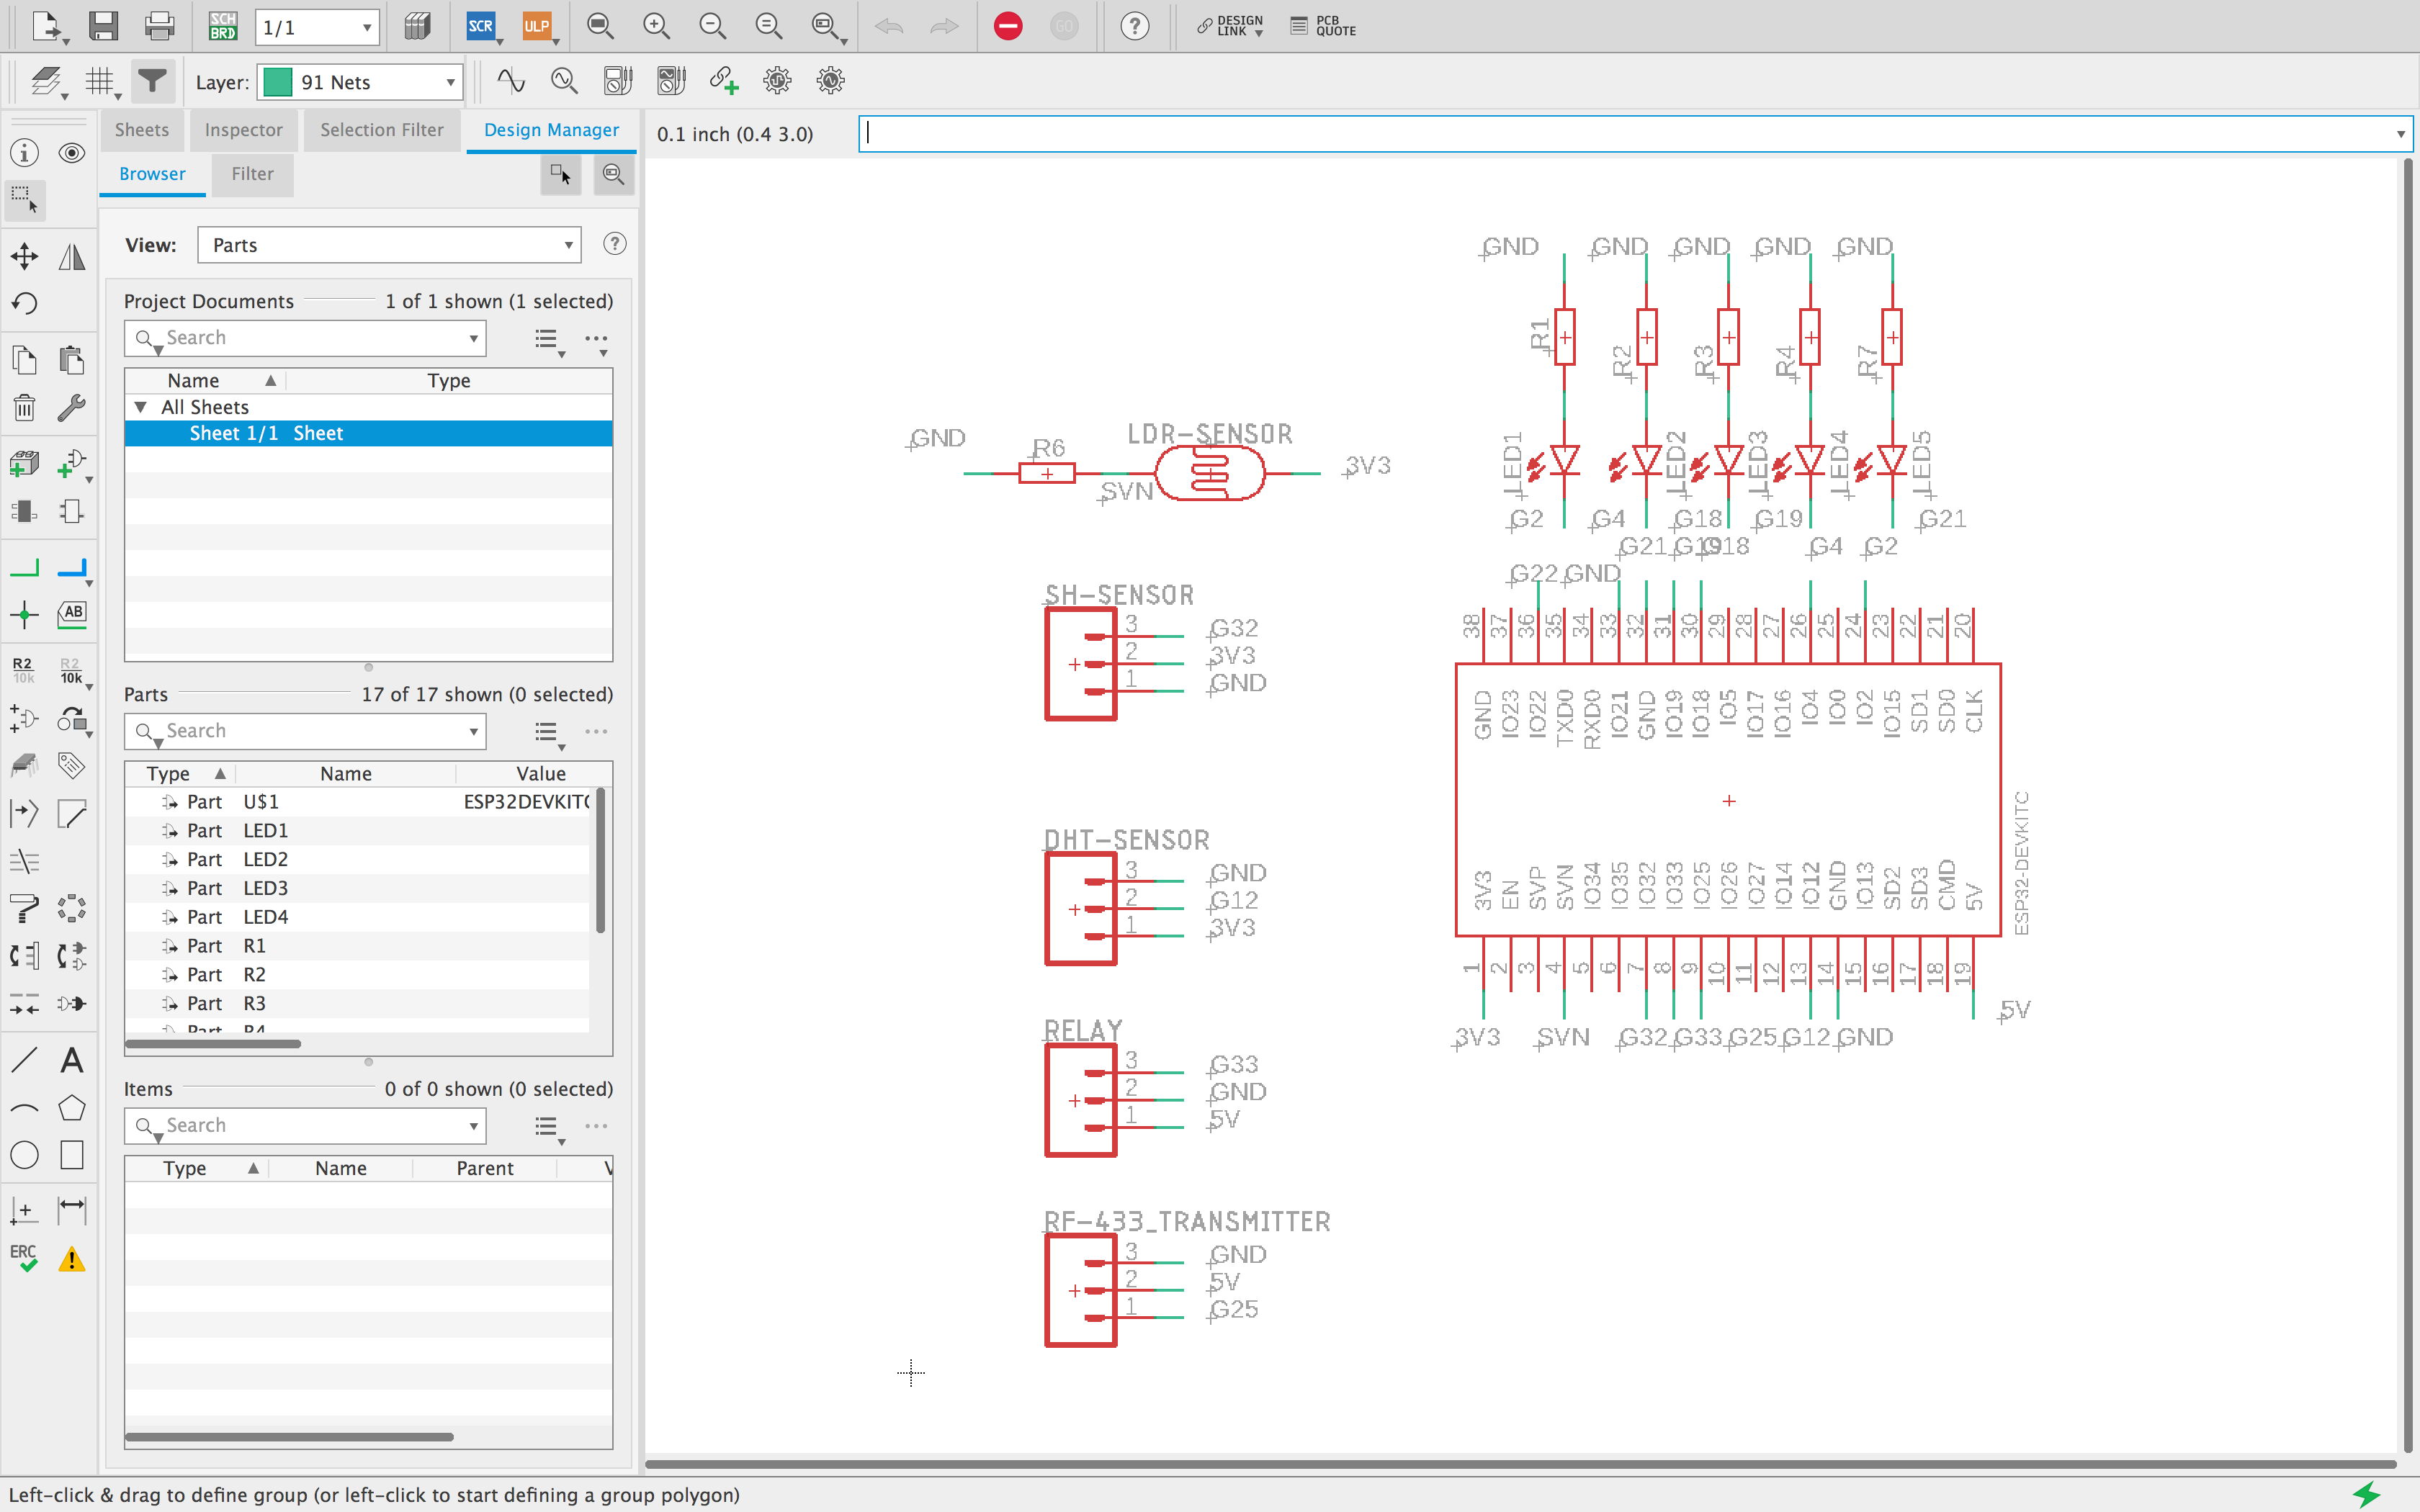 SCH BRD 1/1 SCR ULP GO ? DESIGN LINK PCB QUOTE
Layer: 91 Nets
Sheets Inspector Selection Filter Design Manager
0.1 inch (0.4 3.0)
Browser Filter
View: Parts ?
Project Documents 1 of 1 shown (1 selected)
Search
Name Type
All Sheets
Sheet 1/1 Sheet
R2 10k R2 10k
AB
Parts 17 of 17 shown (0 selected)
Search
Type Name Value
Part U$1 ESP32DEVKITC
Part LED1
Part LED2
Part LED3
Part LED4
Part R1
Part R2
Part R3
Part R4
A
Items 0 of 0 shown (0 selected)
Search
Type Name Parent V
ERC
GND GND GND GND GND
R1 R2 R3 R4 R7
LED1 LED2 LED3 LED4 LED5
G2 G4 G18 G19 G21
G21 G19 G18 G4 G2
G22 GND
LDR-SENSOR
GND R6 SVN 3V3
SH-SENSOR
3 G32
2 3V3
1 GND
DHT-SENSOR
3 GND
2 G12
1 3V3
RELAY
3 G33
2 GND
1 5V
RF-433_TRANSMITTER
3 GND
2 5V
1 G25
38 37 36 35 34 33 32 31 30 29 28 27 26 25 24 23 22 21 20
GND IO23 IO22 TXD0 RXD0 IO21 GND IO19 IO18 IO5 IO17 IO16 IO4 IO0 IO2 IO15 SD1 SD0 CLK
3V3 EN SVP SVN IO34 IO35 IO32 IO33 IO25 IO26 IO27 IO14 IO12 GND IO13 SD2 SD3 CMD 5V
ESP32-DEVKITC
1 2 3 4 5 6 7 8 9 10 11 12 13 14 15 16 17 18 19
5V
3V3 SVN G32 G33 G25 G12 GND
Left-click & drag to define group (or left-click to start defining a group polygon)